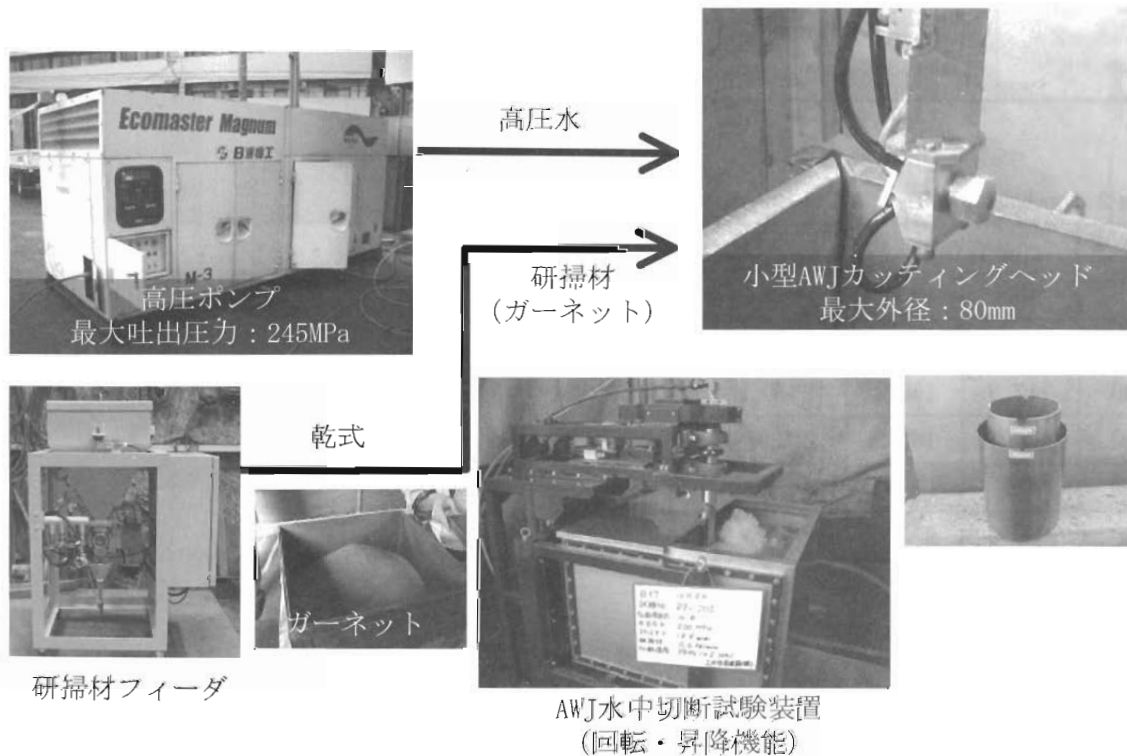 Ecomaster Magnum
M-3
高圧ポンプ
最大吐出圧力：245MPa
高圧水
研掃材
(ガーネット)
小型AWJカッティングヘッド
最大外径：80mm
乾式
ガーネット
研掃材フィーダ
AWJ水中切断試験装置
(回転・昇降機能)